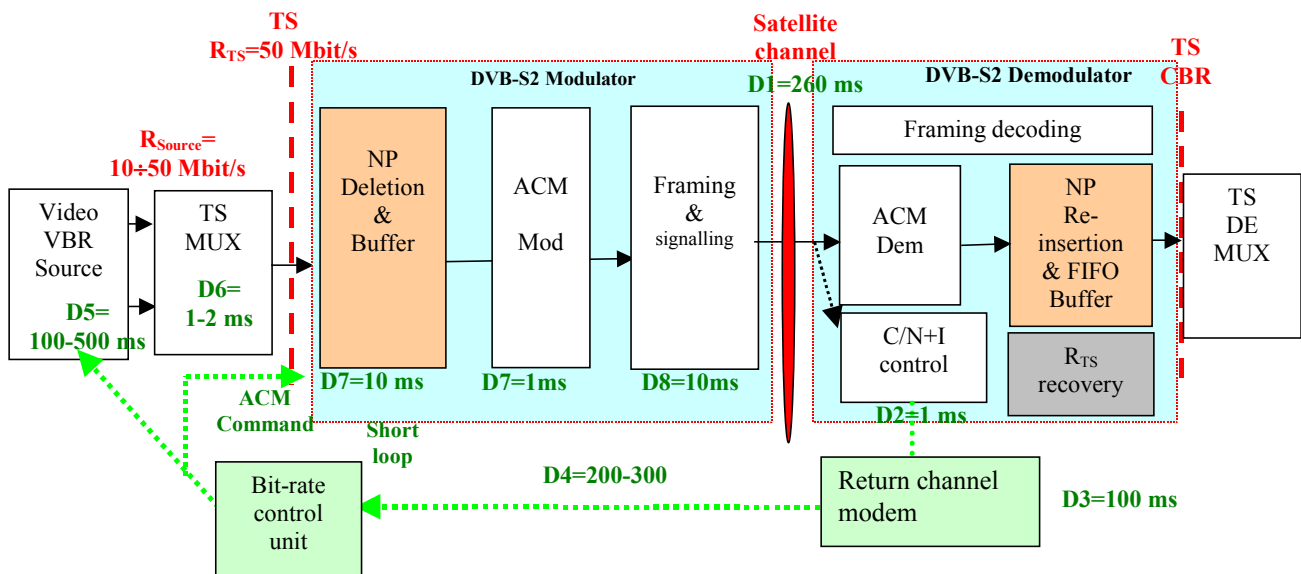 TS
R_TS=50 Mbit/s
Satellite
channel
TS
CBR
DVB-S2 Modulator
DVB-S2 Demodulator
D1=260 ms
R_Source=
10÷50 Mbit/s
Framing decoding
Video
VBR
Source
D5=
100-500 ms
TS
MUX
D6=
1-2 ms
NP
Deletion
&
Buffer
D7=10 ms
ACM
Mod
D7=1ms
Framing
&
signalling
D8=10ms
ACM
Dem
NP
Re-
insertion
& FIFO
Buffer
TS
DE
MUX
C/N+I
control
D2=1 ms
R_TS
recovery
ACM
Command
Short
loop
D4=200-300
Bit-rate
control
unit
Return channel
modem
D3=100 ms